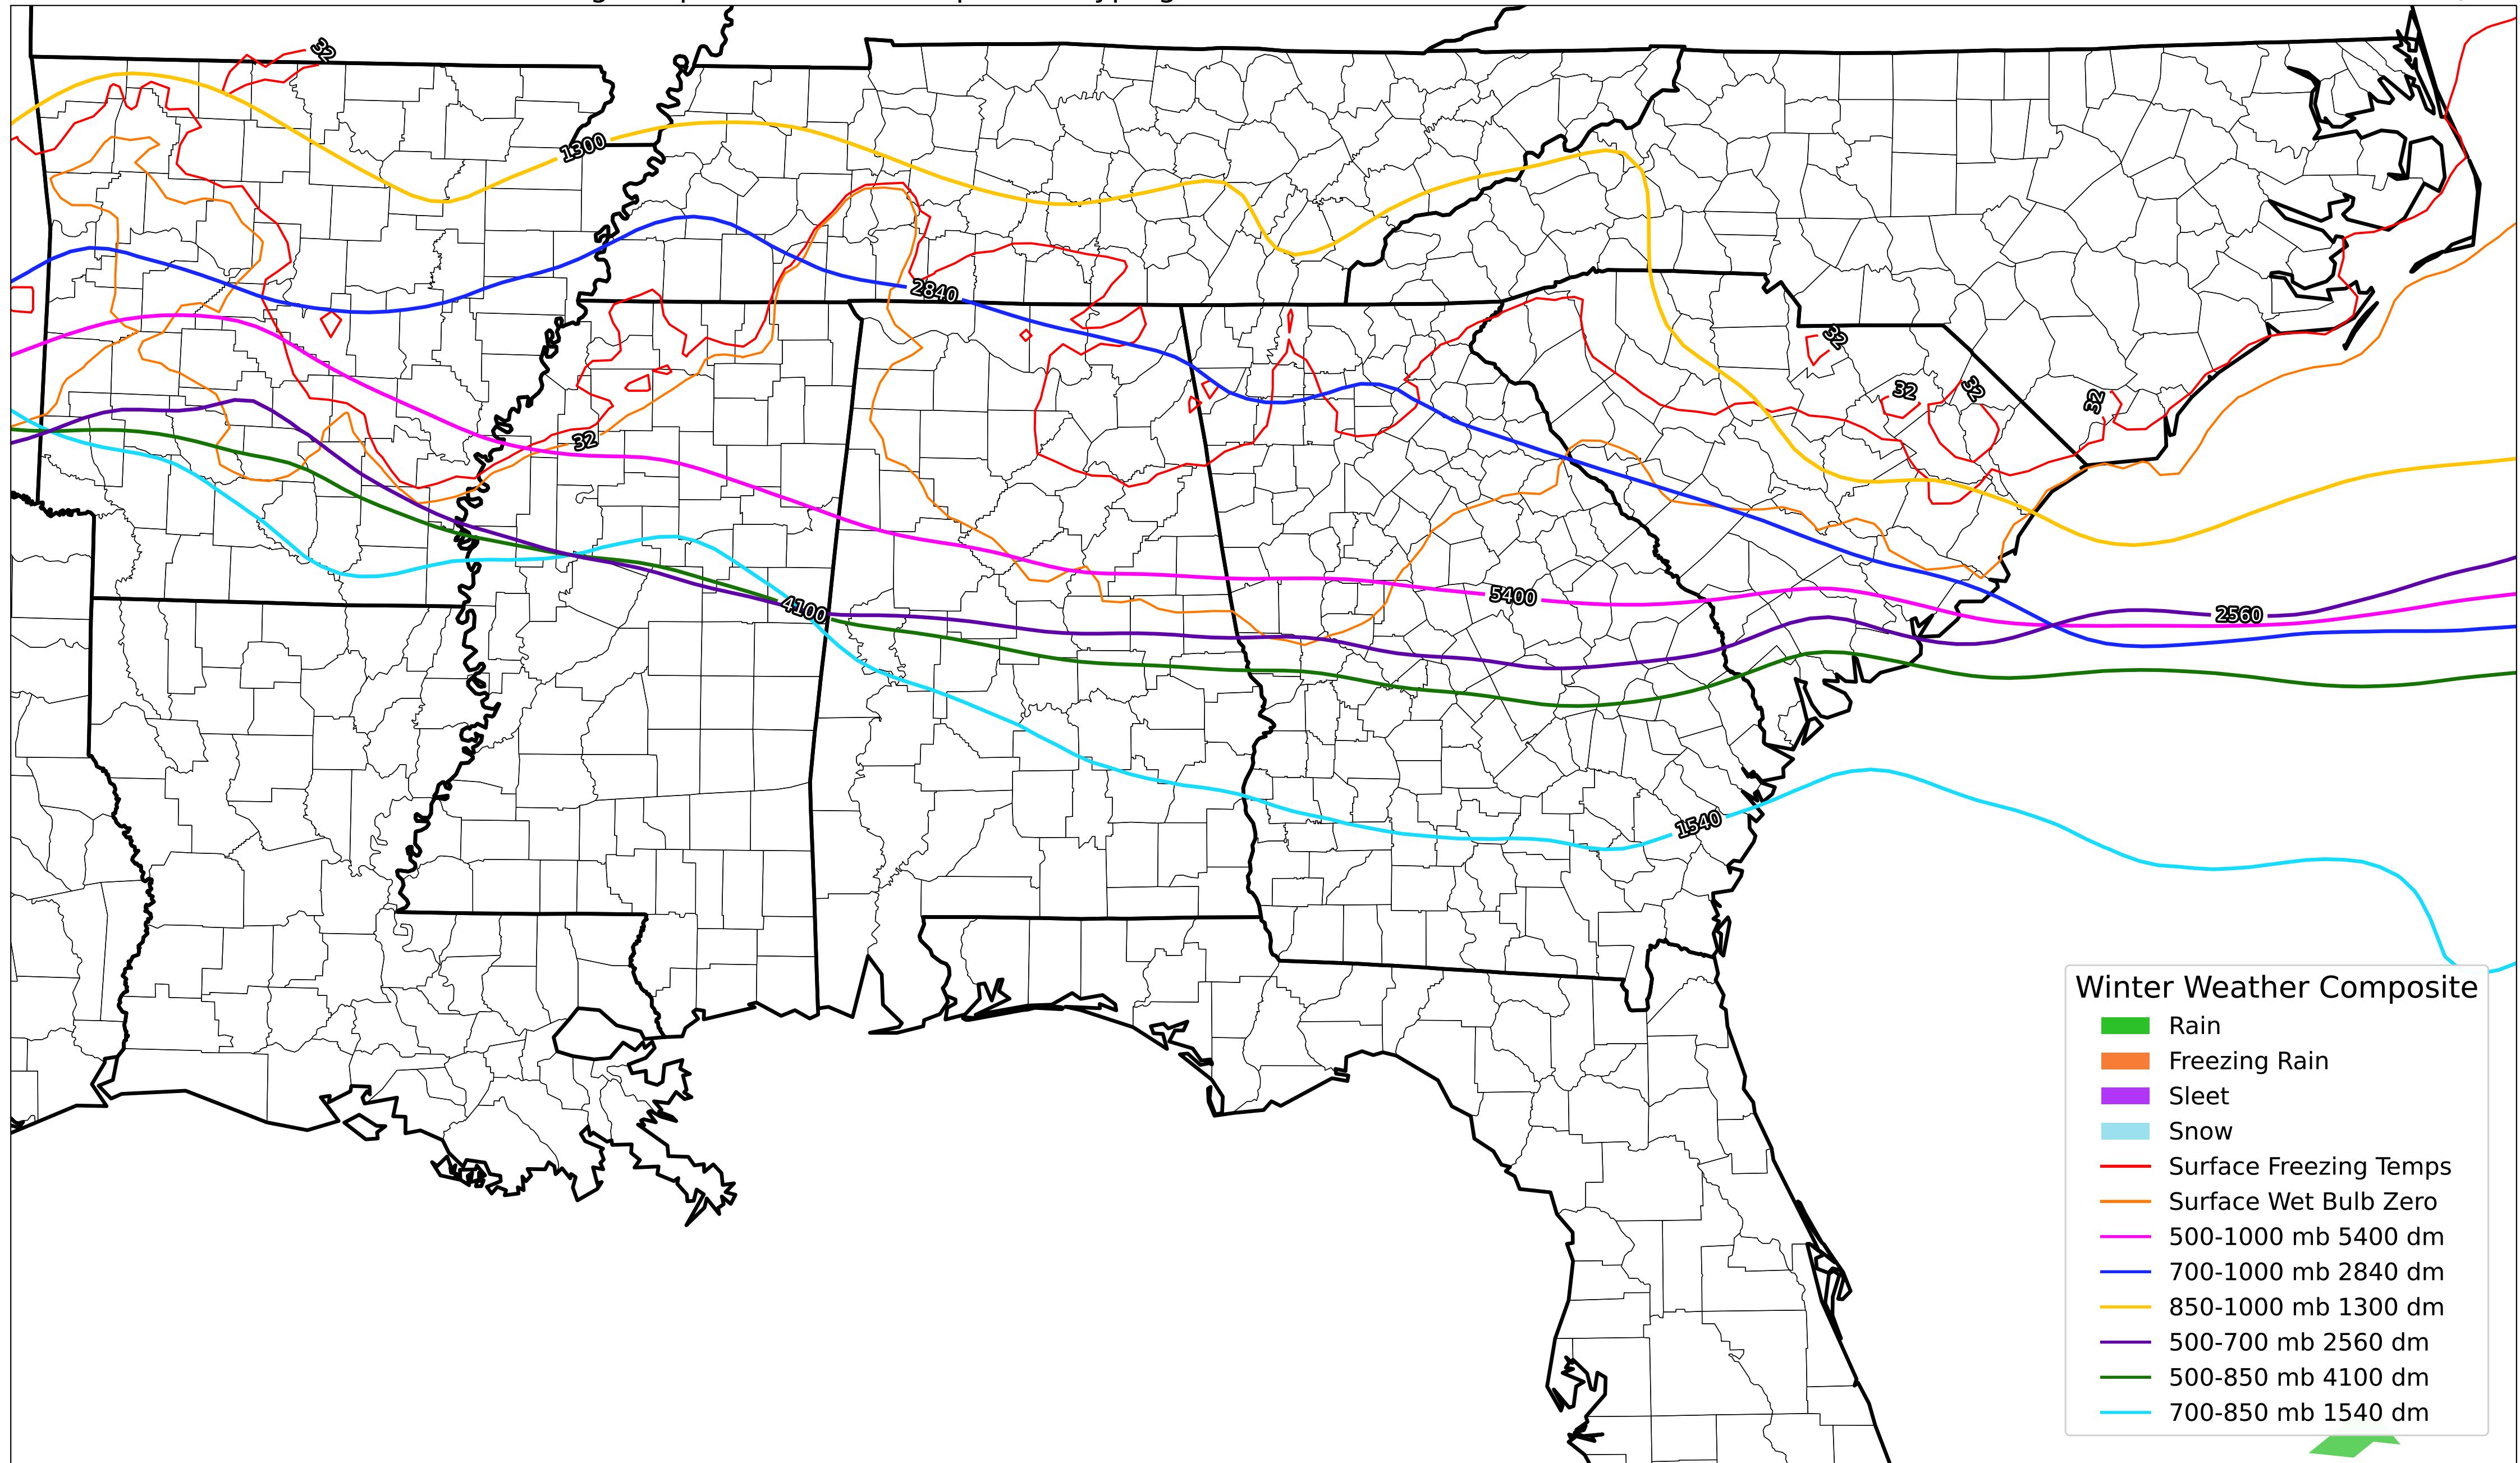 32
1300
2840
32
32
32
32
32
4100
5400
2560
1540
Winter Weather Composite
Rain
Freezing Rain
Sleet
Snow
Surface Freezing Temps
Surface Wet Bulb Zero
500-1000 mb 5400 dm
700-1000 mb 2840 dm
850-1000 mb 1300 dm
500-700 mb 2560 dm
500-850 mb 4100 dm
700-850 mb 1540 dm